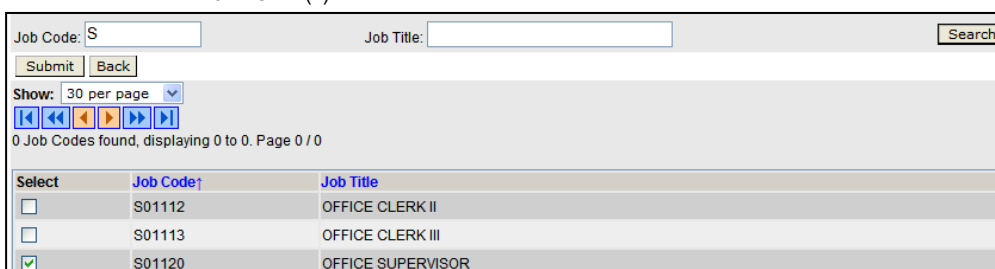 Job Code: S Job Title: Search
Submit Back
Show: 30 per page
0 Job Codes found, displaying 0 to 0. Page 0 / 0
Select Job Code↑ Job Title
S01112 OFFICE CLERK II
S01113 OFFICE CLERK III
S01120 OFFICE SUPERVISOR